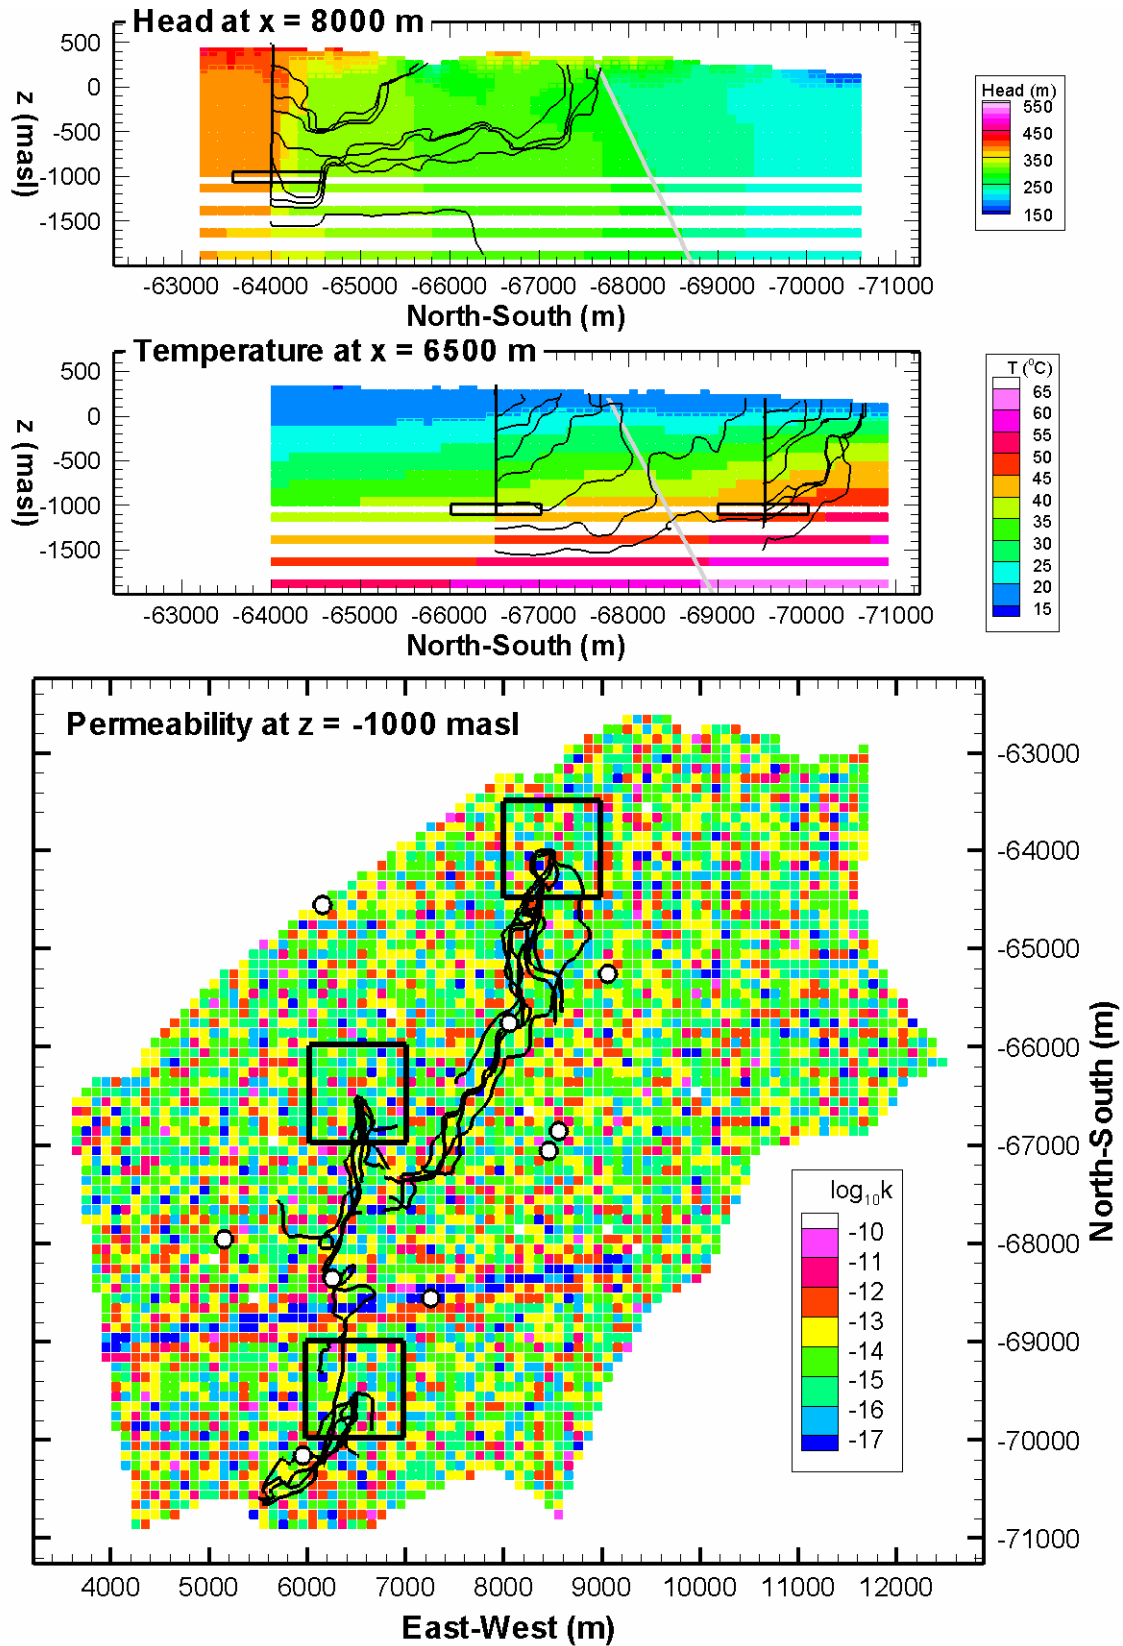 Head at x = 8000 m
500
0
-500
-1000
-1500
z (masl)
-63000 -64000 -65000 -66000 -67000 -68000 -69000 -70000 -71000
North-South (m)
Head (m)
550
450
350
250
150
Temperature at x = 6500 m
500
0
-500
-1000
-1500
z (masl)
-63000 -64000 -65000 -66000 -67000 -68000 -69000 -70000 -71000
North-South (m)
T (⁰C)
65
60
55
50
45
40
35
30
25
20
15
Permeability at z = -1000 masl
-63000
-64000
-65000
-66000
-67000
-68000
-69000
-70000
-71000
North-South (m)
log₁₀k
-10
-11
-12
-13
-14
-15
-16
-17
4000 5000 6000 7000 8000 9000 10000 11000 12000
East-West (m)